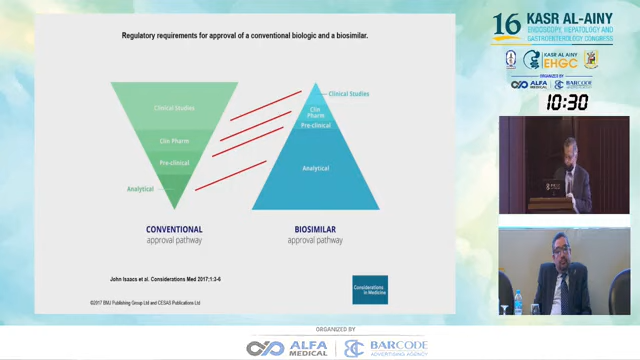 Regulatory requirements for approval of a conventional biologic and a biosimilar.
Clinical Studies
Clin Pharm
Pre-clinical
Analytical
CONVENTIONAL
approval pathway
Clinical Studies
Clin
Pharm
Pre-clinical
Analytical
BIOSIMILAR
approval pathway
John Isaacs et al. Considerations Med 2017;1:3-6
Considerations
in Medicine
©2017 BMJ Publishing Group Ltd and CESAS Publications Ltd
16
KASR AL-AINY
ENDOSCOPY, HEPATOLOGY AND
GASTROENTEROLOGY CONGRESS
KASR AL-AINY
EHGC
ORGANIZED BY
ALFA
MEDICAL
BARCODE
10:30
ORGANIZED BY
ALFA
MEDICAL
BARCODE
ADVERTISING AGENCY